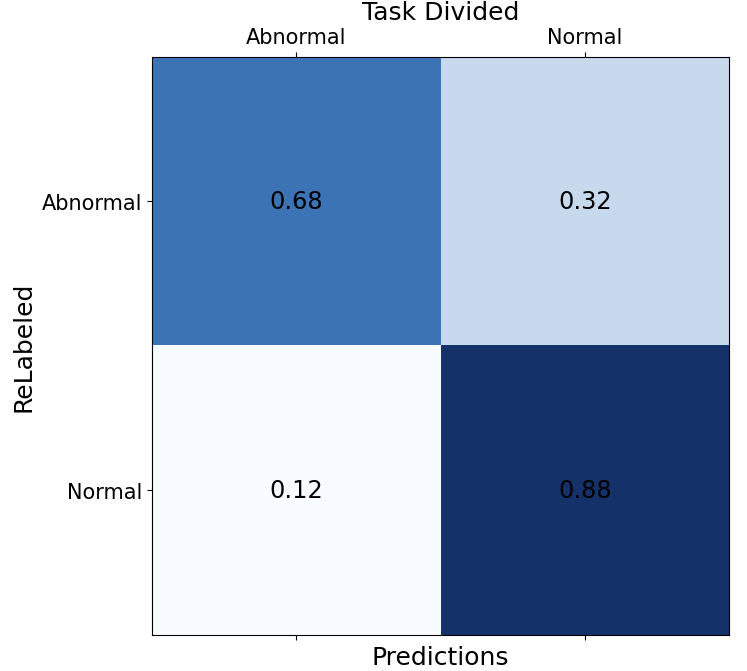 Task Divided
Abnormal Normal
Abnormal 0.68 0.32
ReLabeled
Normal 0.12 0.88
Predictions